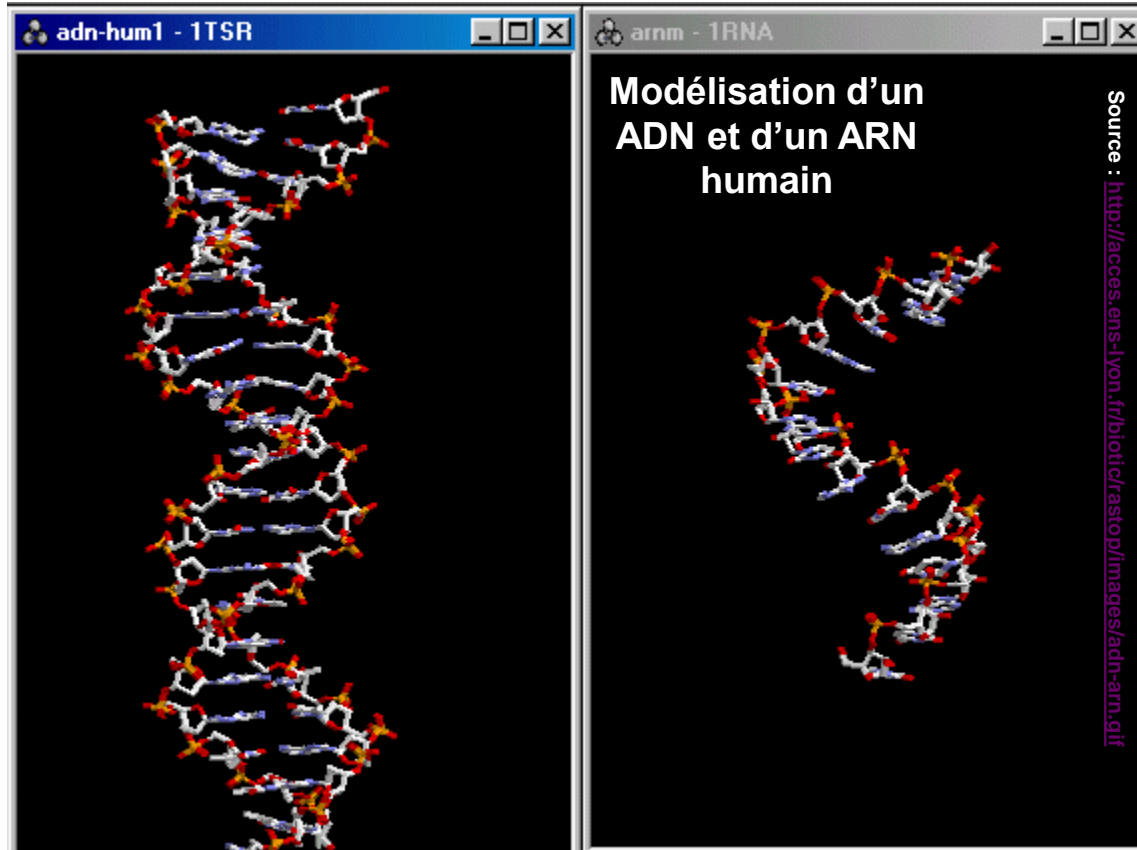 adn-hum1 - 1TSR
arnm - 1RNA
Modélisation d'un
ADN et d'un ARN
humain
Source : http://acces.ens-lyon.fr/biotic/rastop/images/adn-arn.gif